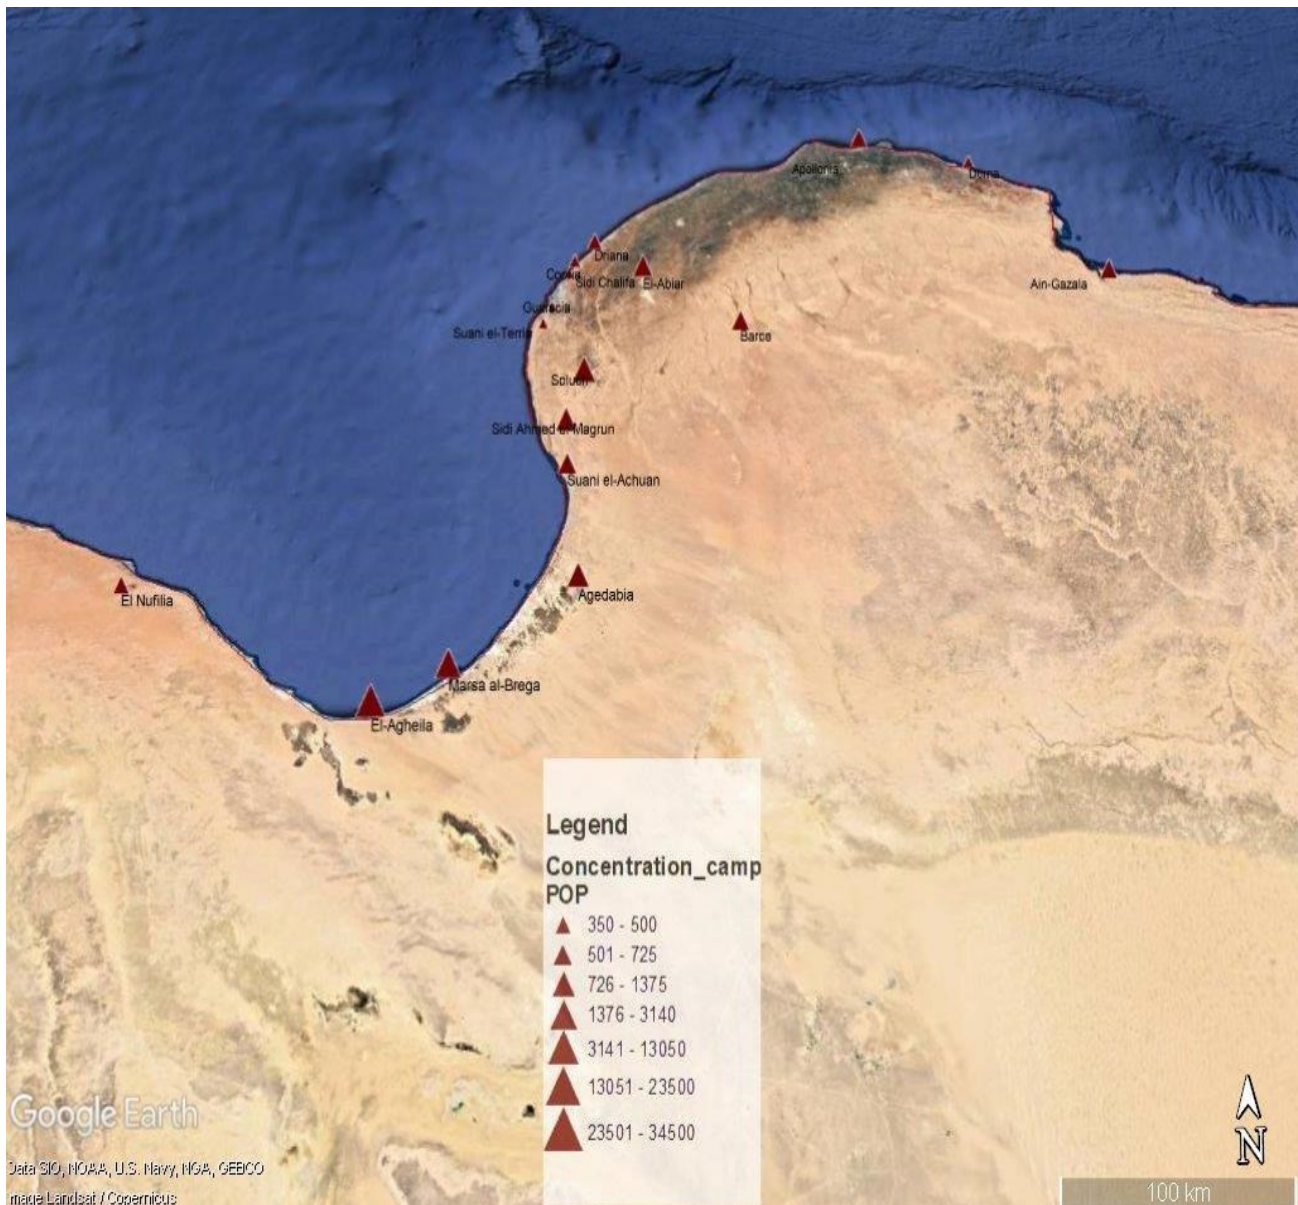 Apollonia
Derna
Driana
Sidi Chalifa
El-Abiar
Ain-Gazala
Guarscia
Suani el-Terria
Barce
Soluch
Sidi Ahmed el-Magrun
Suani el-Achuan
El Nufilia
Agedabia
Marsa al-Brega
El-Agheila
Legend
Concentration_camp
POP
350 - 500
501 - 725
726 - 1375
1376 - 3140
3141 - 13050
13051 - 23500
23501 - 34500
Google Earth
Data SIO, NOAA, U.S. Navy, NGA, GEBCO
Image Landsat / Copernicus
N
100 km